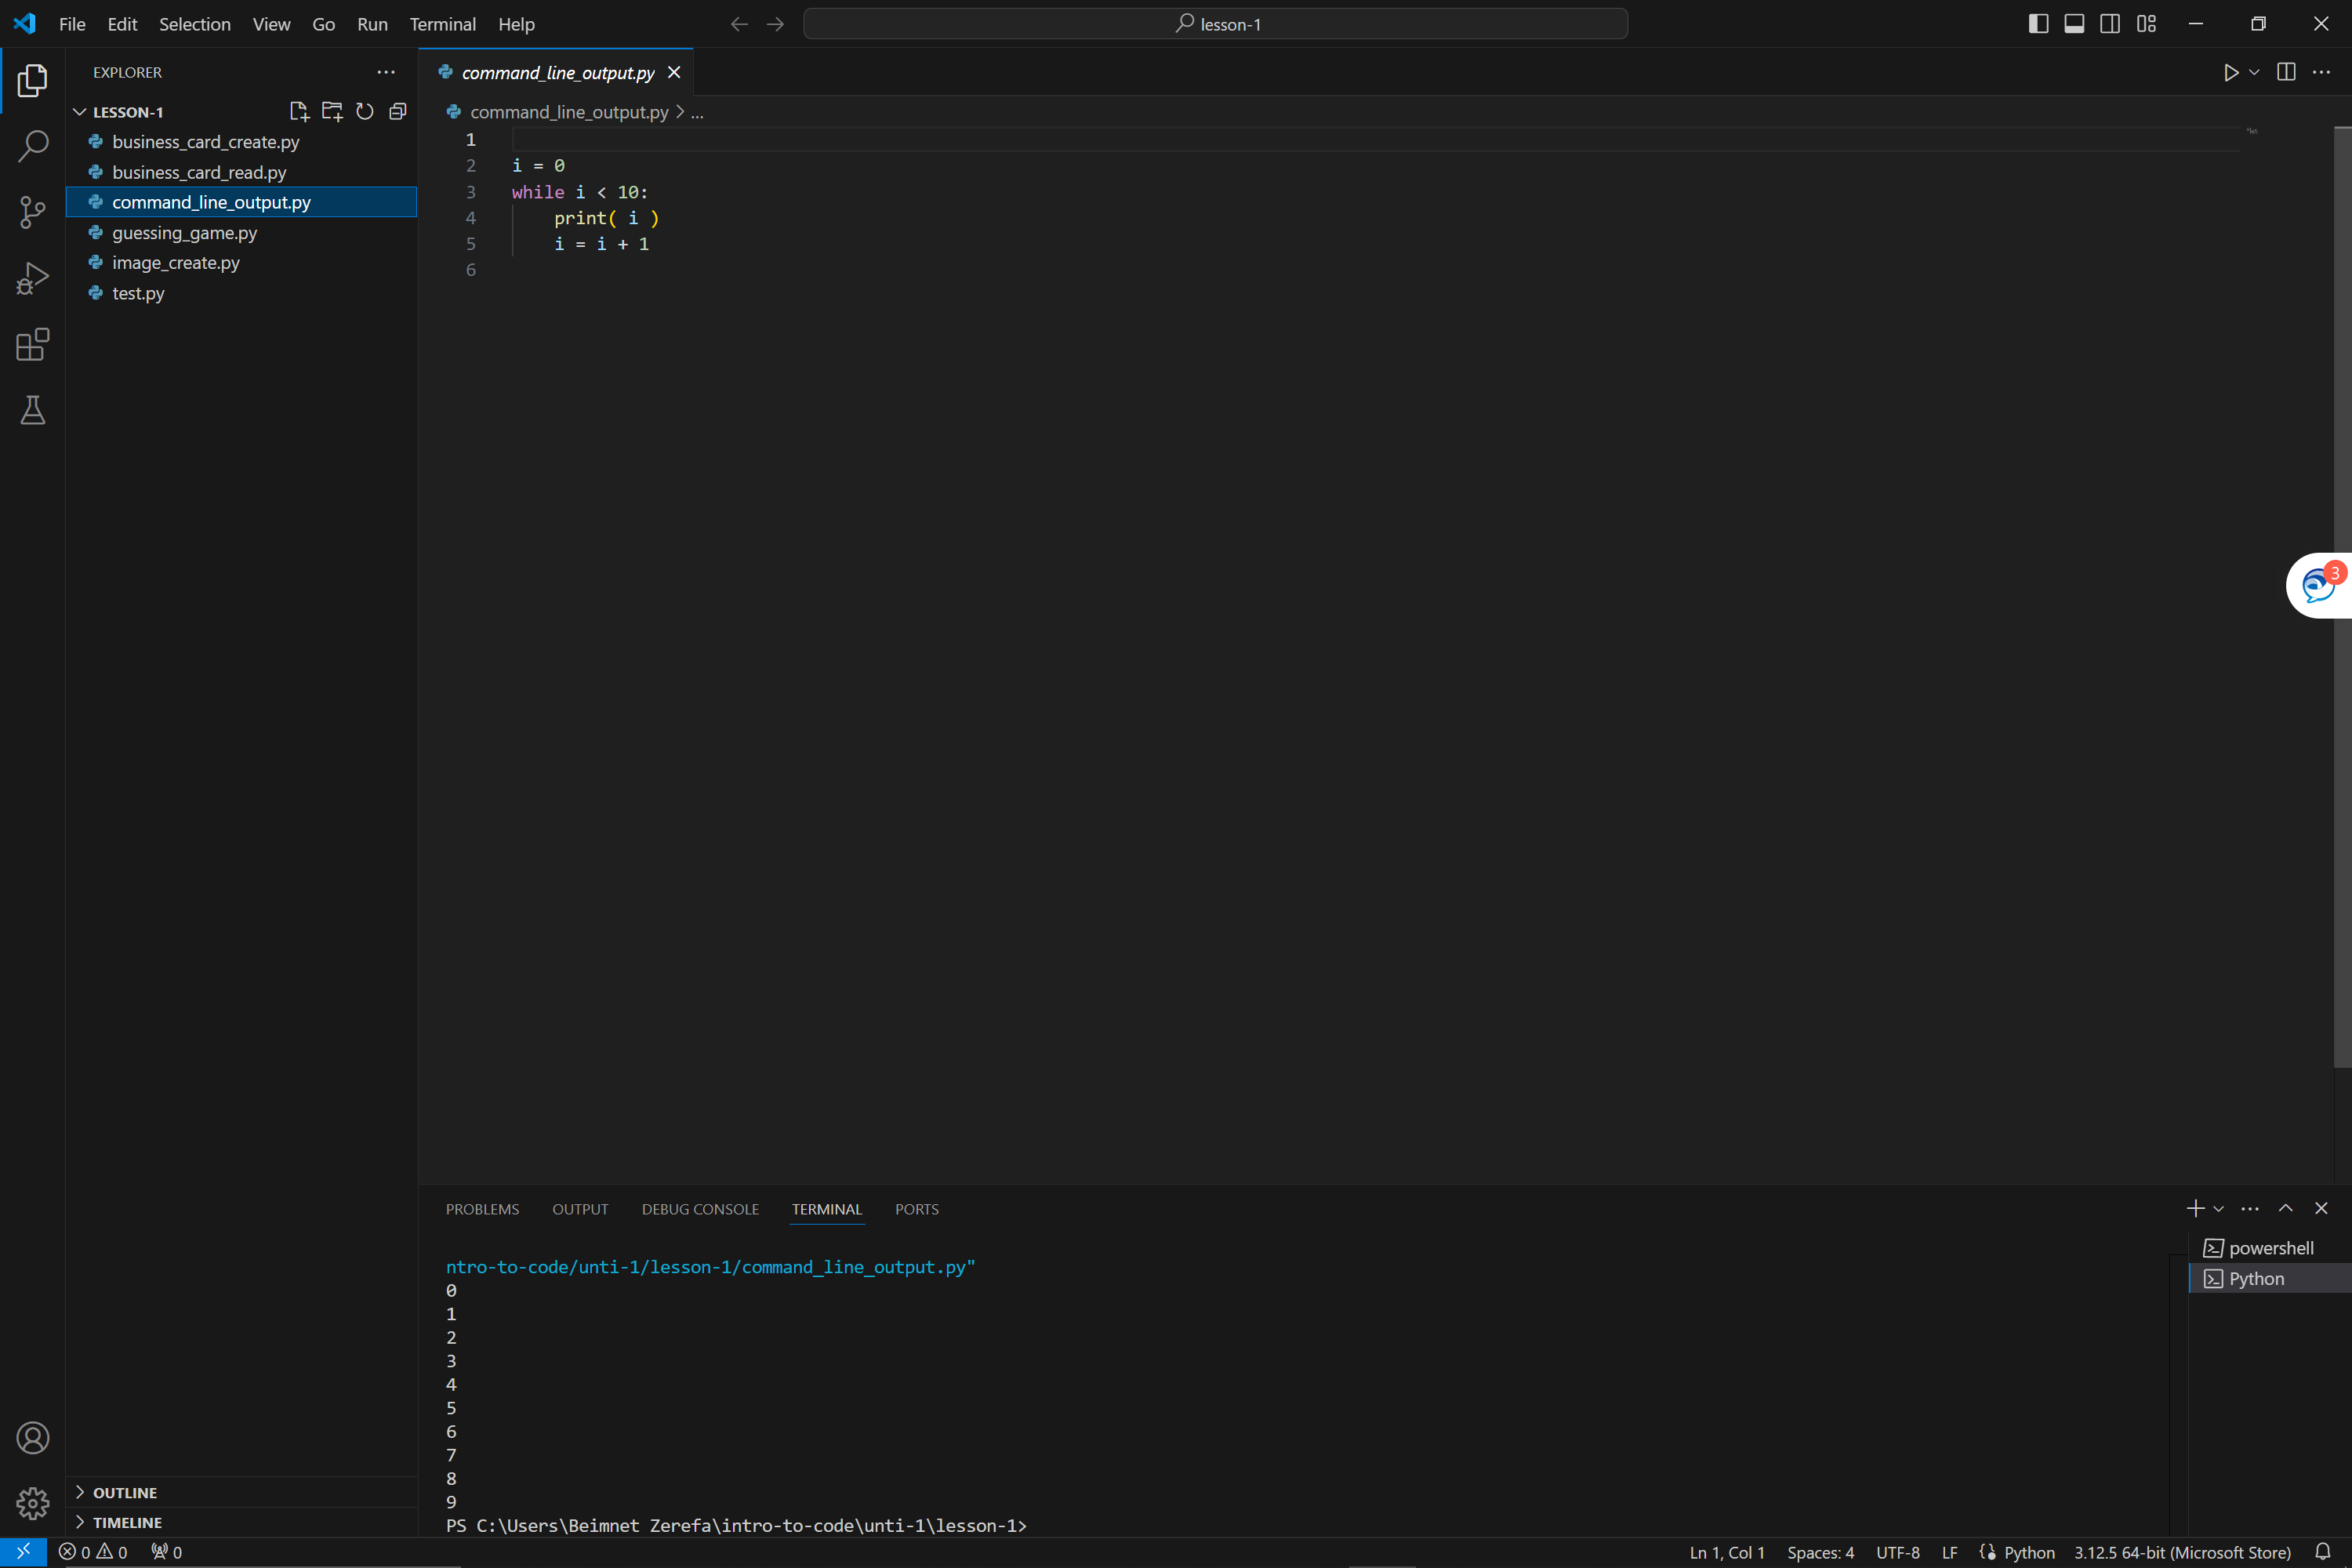 File Edit Selection View Go Run Terminal Help
lesson-1
EXPLORER
LESSON-1
business_card_create.py
business_card_read.py
command_line_output.py
guessing_game.py
image_create.py
test.py
OUTLINE
TIMELINE
command_line_output.py
command_line_output.py > ...
1
2 i = 0
3 while i < 10:
4 print( i )
5 i = i + 1
6
3
PROBLEMS OUTPUT DEBUG CONSOLE TERMINAL PORTS
ntro-to-code/unti-1/lesson-1/command_line_output.py"
0
1
2
3
4
5
6
7
8
9
PS C:\Users\Beimnet Zerefa\intro-to-code\unti-1\lesson-1>
powershell
Python
0 0 0
Ln 1, Col 1 Spaces: 4 UTF-8 LF Python 3.12.5 64-bit (Microsoft Store)